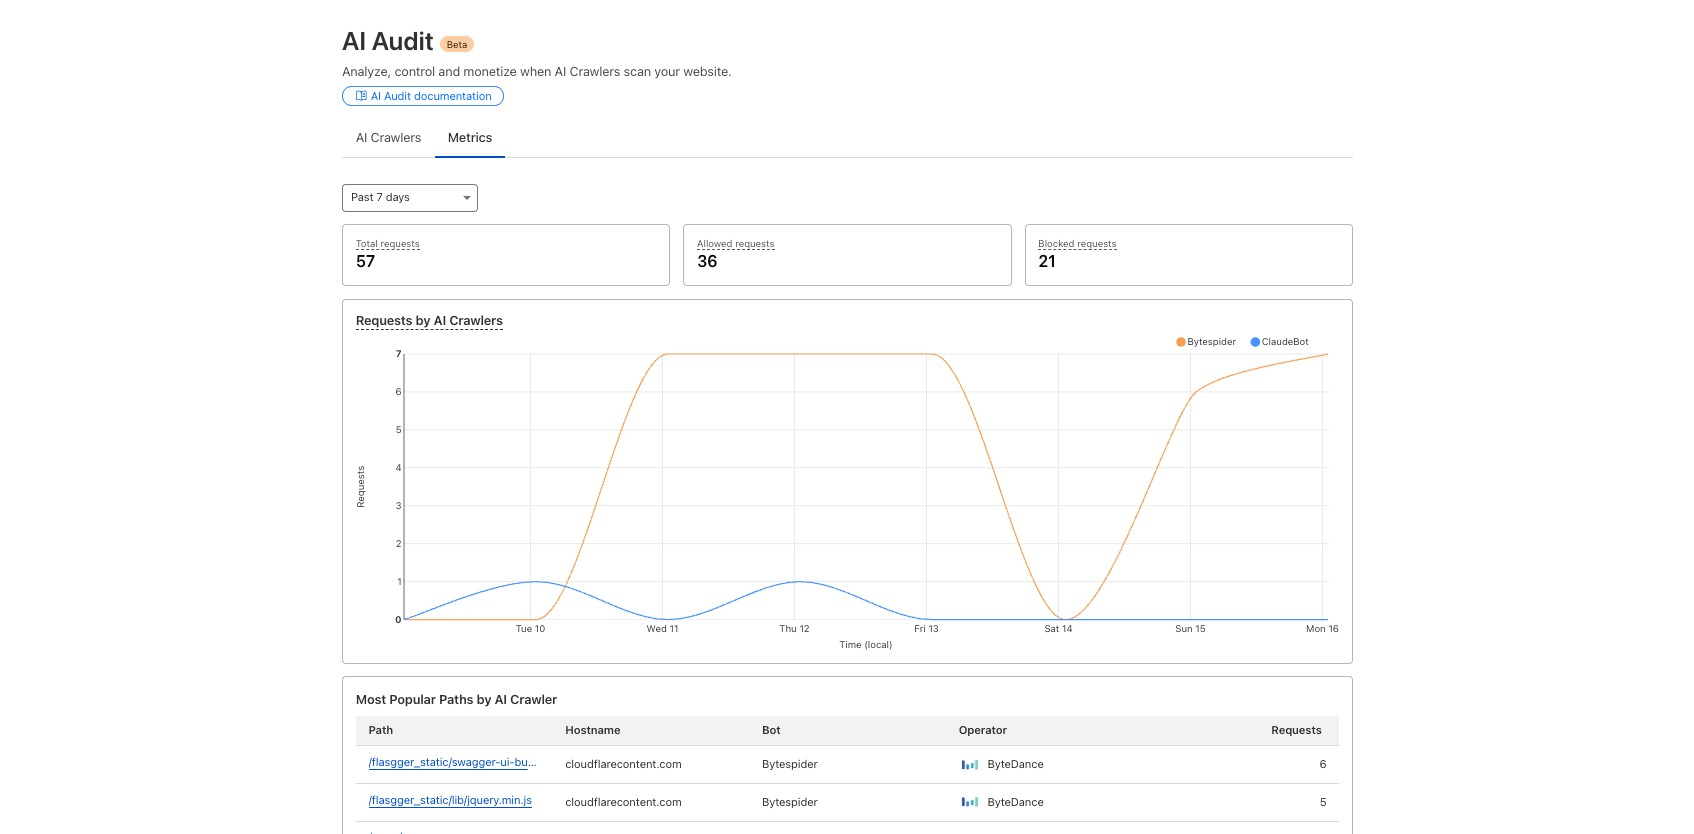 AI Audit Beta
Analyze, control and monetize when AI Crawlers scan your website.
AI Audit documentation
AI Crawlers Metrics
Past 7 days
Total requests
57
Allowed requests
36
Blocked requests
21
Requests by AI Crawlers
Bytespider ClaudeBot
7
6
5
4
3
2
1
0
Requests
Tue 10 Wed 11 Thu 12 Fri 13 Sat 14 Sun 15 Mon 16
Time (local)
Most Popular Paths by AI Crawler
Path Hostname Bot Operator Requests
/flasgger_static/swagger-ui-bu... cloudflarecontent.com Bytespider ByteDance 6
/flasgger_static/lib/jquery.min.js cloudflarecontent.com Bytespider ByteDance 5